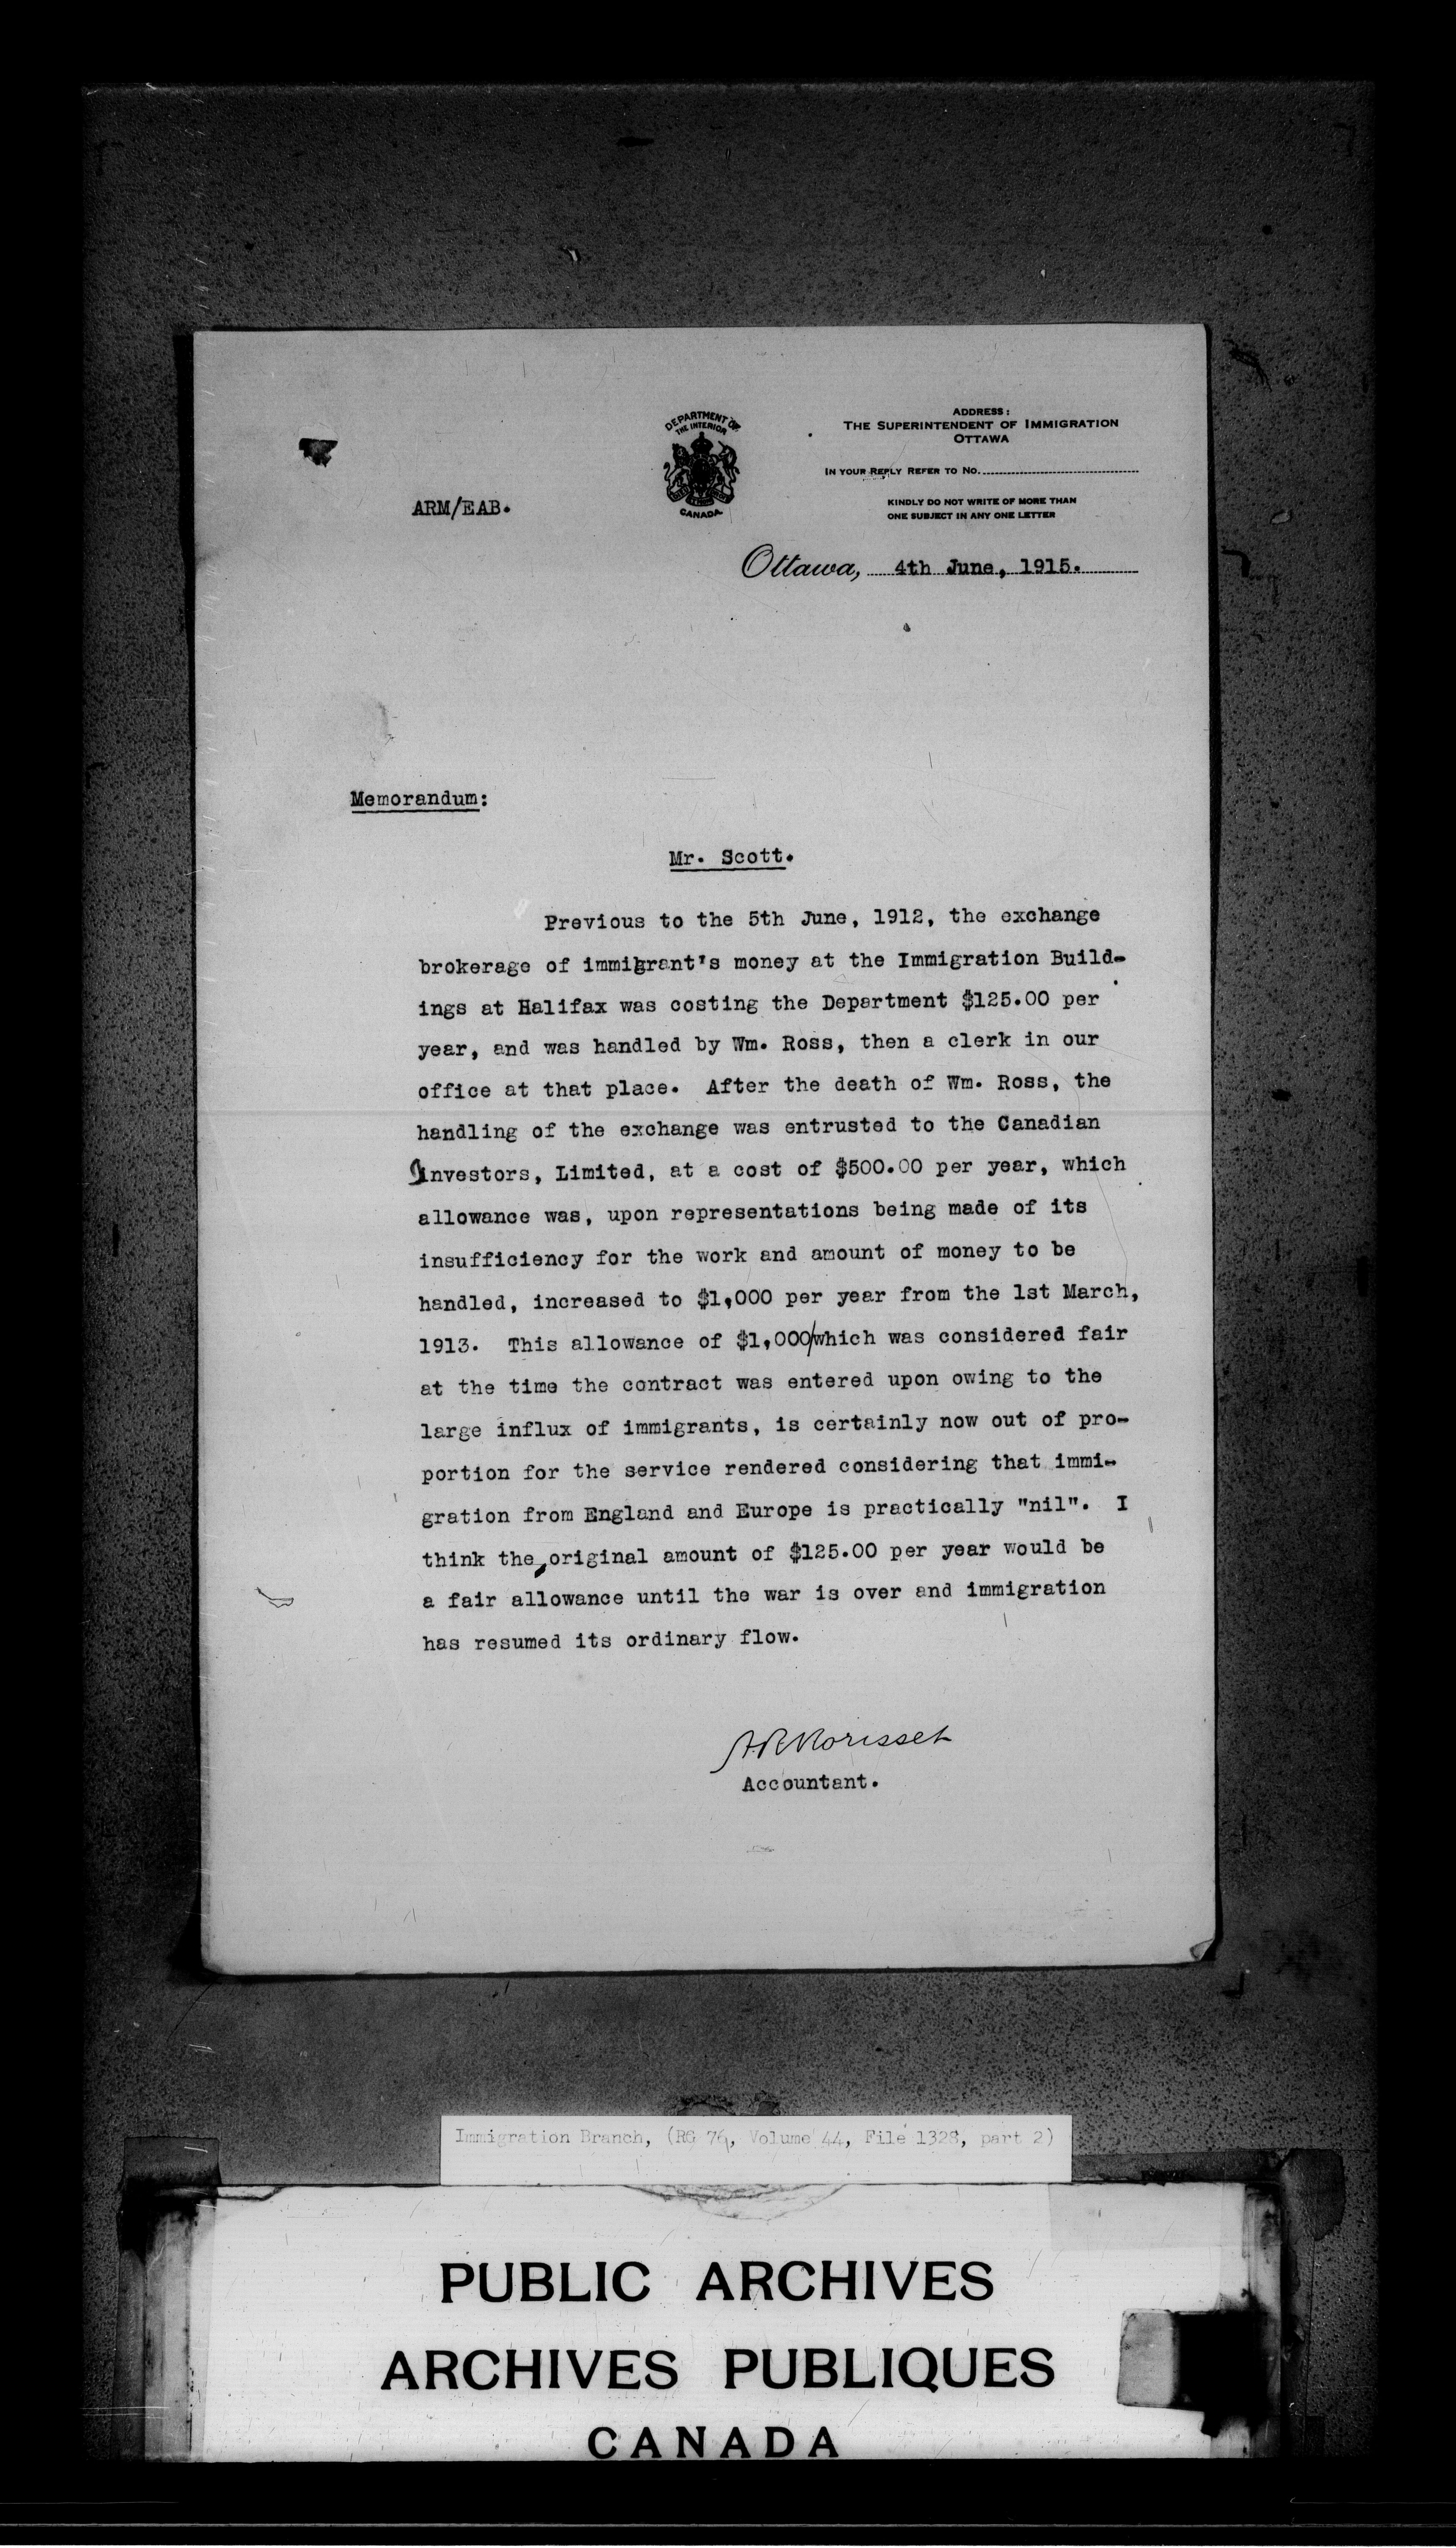 DEPARTMENT OF
THE INTERIOR
CANADA
ADDRESS:
THE SUPERINTENDENT OF IMMIGRATION
OTTAWA
IN YOUR REPLY REFER TO NO.
KINDLY DO NOT WRITE OF MORE THAN
ONE SUBJECT IN ANY ONE LETTER
ARM/EAB.
Ottawa, 4th June, 1915.
Memorandum:
Mr. Scott.
Previous to the 5th June, 1912, the exchange
brokerage of immigrant's money at the Immigration Build-
ings at Halifax was costing the Department $125.00 per
year, and was handled by Wm. Ross, then a clerk in our
office at that place. After the death of Wm. Ross, the
handling of the exchange was entrusted to the Canadian
Investors, Limited, at a cost of $500.00 per year, which
allowance was, upon representations being made of its
insufficiency for the work and amount of money to be
handled, increased to $1,000 per year from the 1st March,
1913. This allowance of $1,000/which was considered fair
at the time the contract was entered upon owing to the
large influx of immigrants, is certainly now out of pro-
portion for the service rendered considering that immi-
gration from England and Europe is practically "nil". I
think the original amount of $125.00 per year would be
a fair allowance until the war is over and immigration
has resumed its ordinary flow.
A.R. Morisset
Accountant.
Immigration Branch, (RG 76, Volume 44, File 1328, part 2)
PUBLIC ARCHIVES
ARCHIVES PUBLIQUES
CANADA